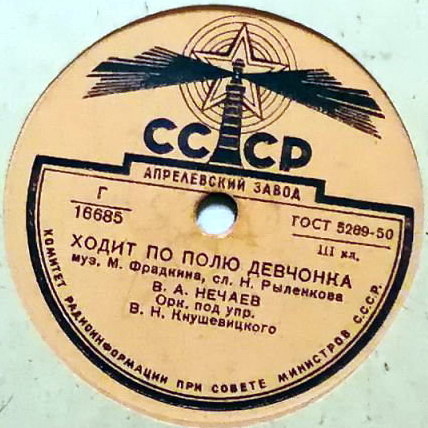 СССР
АПРЕЛЕВСКИЙ ЗАВОД
Г
16685
ГОСТ 5289-50
III кл.
ХОДИТ ПО ПОЛЮ ДЕВЧОНКА
муз. М. Фрадкина, сл. Н. Рыленкова
В. А. НЕЧАЕВ
Орк. под упр.
В. Н. Кнушевицкого
КОМИТЕТ РАДИОИНФОРМАЦИИ ПРИ СОВЕТЕ МИНИСТРОВ С.С.С.Р.